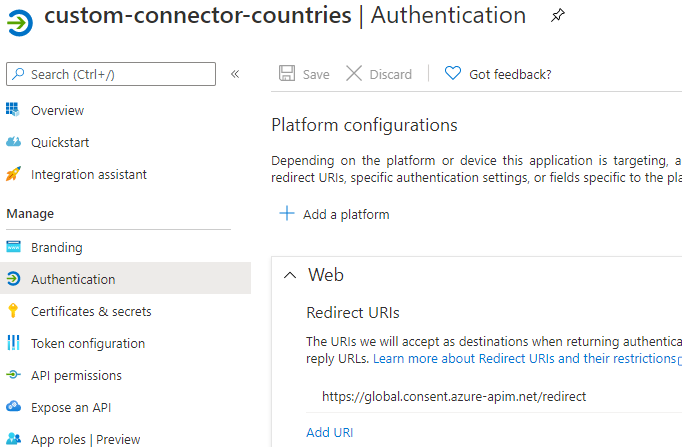 custom-connector-countries | Authentication
Search (Ctrl+/)
«
Save
Discard
Got feedback?
Overview
Quickstart
Integration assistant
Manage
Branding
Authentication
Certificates & secrets
Token configuration
API permissions
Expose an API
App roles | Preview
Platform configurations
Depending on the platform or device this application is targeting, a
redirect URIs, specific authentication settings, or fields specific to the pla
+ Add a platform
Web
Redirect URIs
The URIs we will accept as destinations when returning authentica
reply URLs. Learn more about Redirect URIs and their restrictions
https://global.consent.azure-apim.net/redirect
Add URI